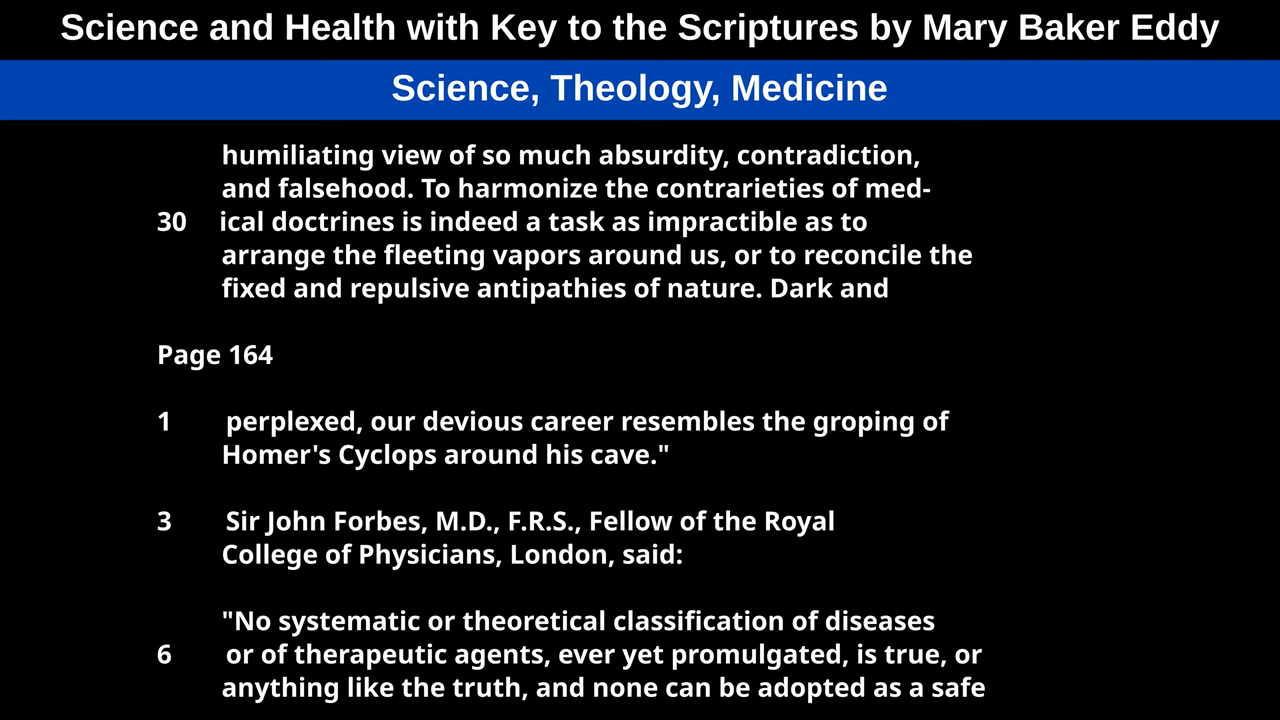 Science and Health with Key to the Scriptures by Mary Baker Eddy
Science, Theology, Medicine
humiliating view of so much absurdity, contradiction,
and falsehood. To harmonize the contrarieties of med-
30 ical doctrines is indeed a task as impractible as to
arrange the fleeting vapors around us, or to reconcile the
fixed and repulsive antipathies of nature. Dark and
Page 164
1 perplexed, our devious career resembles the groping of
Homer's Cyclops around his cave."
3 Sir John Forbes, M.D., F.R.S., Fellow of the Royal
College of Physicians, London, said:
"No systematic or theoretical classification of diseases
6 or of therapeutic agents, ever yet promulgated, is true, or
anything like the truth, and none can be adopted as a safe